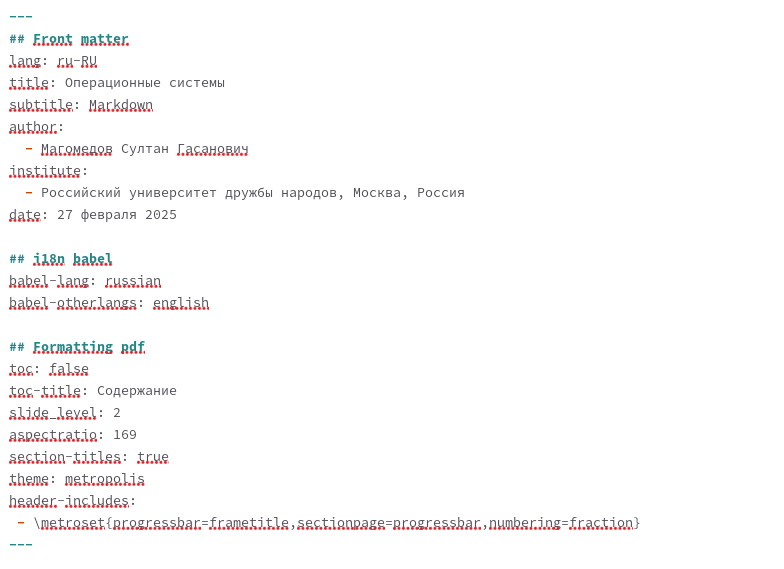 ---
## Front matter
lang: ru-RU
title: Операционные системы
subtitle: Markdown
author:
  - Магомедов Султан Гасанович
institute:
  - Российский университет дружбы народов, Москва, Россия
date: 27 февраля 2025

## i18n babel
babel-lang: russian
babel-otherlangs: english

## Formatting pdf
toc: false
toc-title: Содержание
slide_level: 2
aspectratio: 169
section-titles: true
theme: metropolis
header-includes:
 - \metroset{progressbar=frametitle,sectionpage=progressbar,numbering=fraction}
---